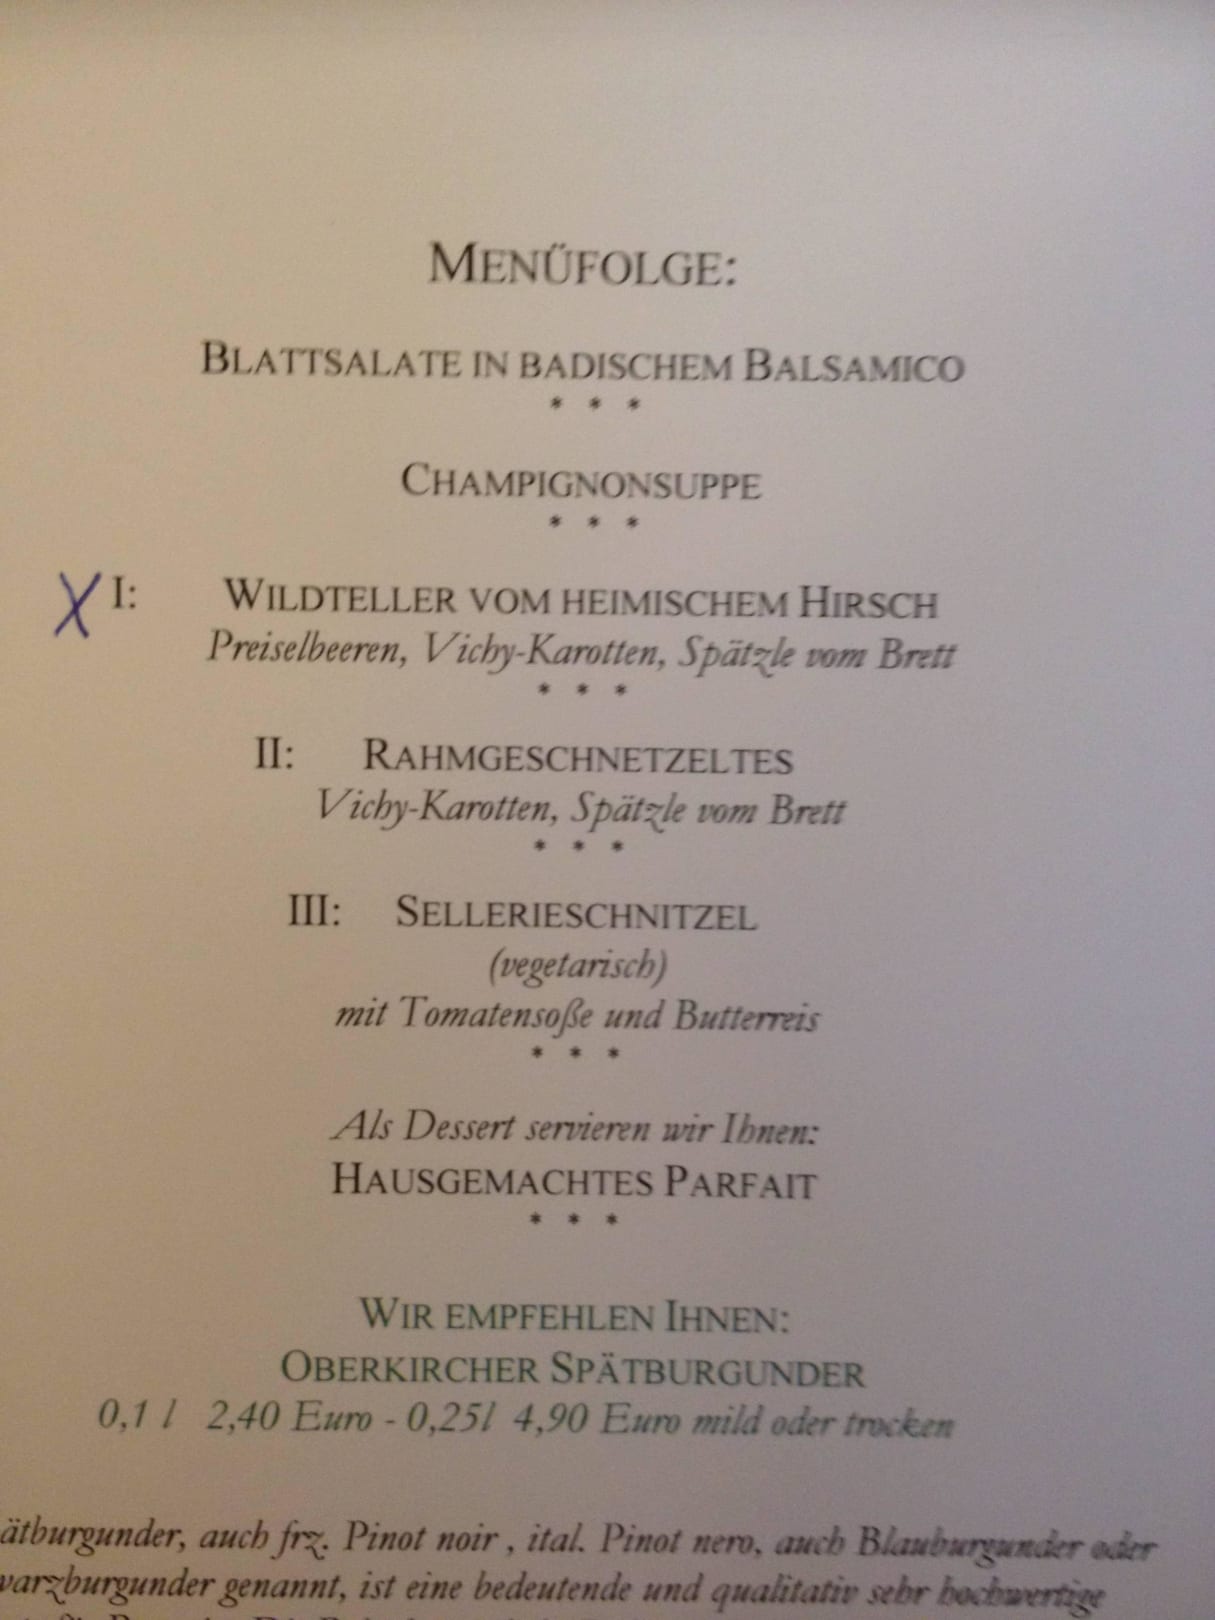 MENÜFOLGE:
BLATTSALATE IN BADISCHEM BALSAMICO
* * *
CHAMPIGNONSUPPE
* * *
X I: WILDTELLER VOM HEIMISCHEM HIRSCH
Preiselbeeren, Vichy-Karotten, Spätzle vom Brett
* * *
II: RAHMGESCHNETZELTES
Vichy-Karotten, Spätzle vom Brett
* * *
III: SELLERIESCHNITZEL
(vegetarisch)
mit Tomatensoße und Butterreis
* * *
Als Dessert servieren wir Ihnen:
HAUSGEMACHTES PARFAIT
* * *
WIR EMPFEHLEN IHNEN:
OBERKIRCHER SPÄTBURGUNDER
0,1 l 2,40 Euro - 0,25l 4,90 Euro mild oder trocken
ätburgunder, auch frz. Pinot noir , ital. Pinot nero, auch Blauburgunder oder
warzburgunder genannt, ist eine bedeutende und qualitativ sehr hochwertige